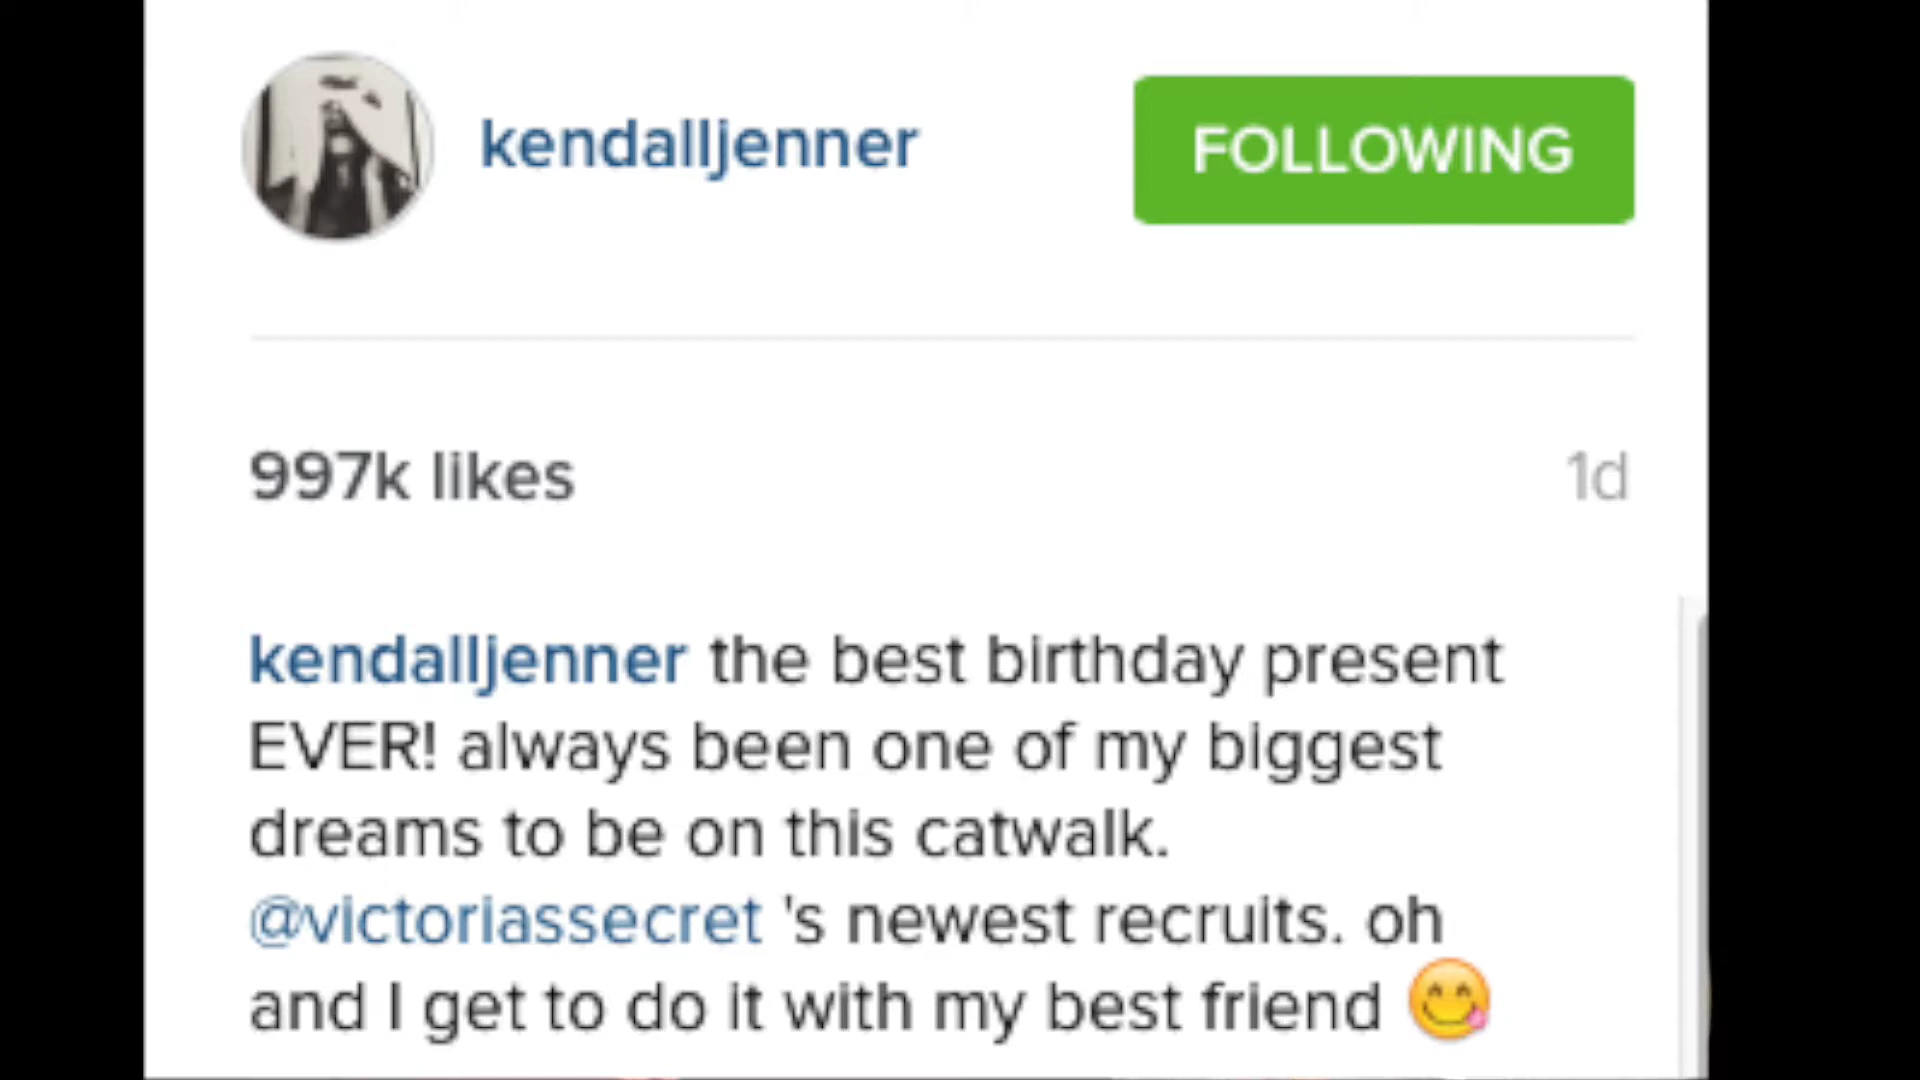 kendalljenner
FOLLOWING
997k likes
1d
kendalljenner the best birthday present
EVER! always been one of my biggest
dreams to be on this catwalk.
@victoriassecret 's newest recruits. oh
and I get to do it with my best friend 😋